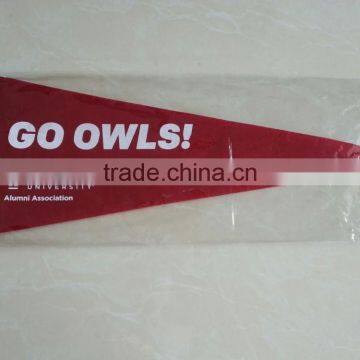 GO OWLS!
trade.china.cn
UNIVERSITY
Alumni Association